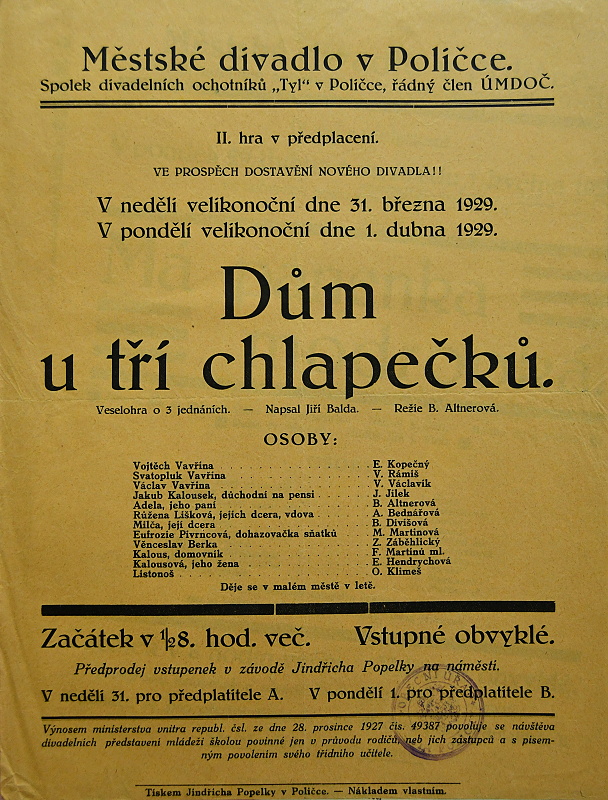 Městské divadlo v Poličce.
Spolek divadelních ochotníků „Tyl“ v Poličce, řádný člen ÚMDOČ.
II. hra v předplacení.
VE PROSPĚCH DOSTAVĚNÍ NOVÉHO DIVADLA!!
V neděli velikonoční dne 31. března 1929.
V pondělí velikonoční dne 1. dubna 1929.
Dům
u tří chlapečků.
Veselohra o 3 jednáních. — Napsal Jiří Balda. — Režie B. Altnerová.
OSOBY:
Vojtěch Vavřina . . . . . . . . . . . . . . . . E. Kopečný
Svatopluk Vavřina . . . . . . . . . . . . . . . V. Rámiš
Václav Vavřina . . . . . . . . . . . . . . . . V. Václavík
Jakub Kalousek, důchodní na pensi . . . . . . J. Jílek
Adela, jeho paní . . . . . . . . . . . . . . . B. Altnerová
Růžena Lišková, jejich dcera, vdova . . . . . . A. Bednářová
Milča, její dcera . . . . . . . . . . . . . . . B. Divišová
Eufrozie Pivrncová, dohazovačka sňatků . . . . M. Martinová
Věnceslav Berka . . . . . . . . . . . . . . . . Z. Záběhlický
Kalous, domovník . . . . . . . . . . . . . . . F. Martinů ml.
Kalousová, jeho žena . . . . . . . . . . . . . E. Hendrychová
Listonoš . . . . . . . . . . . . . . . . . . . O. Klimeš
Děje se v malém městě v letě.
Začátek v ½8. hod. več. Vstupné obvyklé.
Předprodej vstupenek v závodě Jindřicha Popelky na náměstí.
V neděli 31. pro předplatitele A. V pondělí 1. pro předplatitele B.
Výnosem ministerstva vnitra republ. čsl. ze dne 28. prosince 1927 čís. 49387 povoluje se návštěva
divadelních představení mládeži školou povinné jen v průvodu rodičů, neb jich zástupců a s písem-
ným povolením svého třídního učitele.
Tiskem Jindřicha Popelky v Poličce. — Nákladem vlastním.